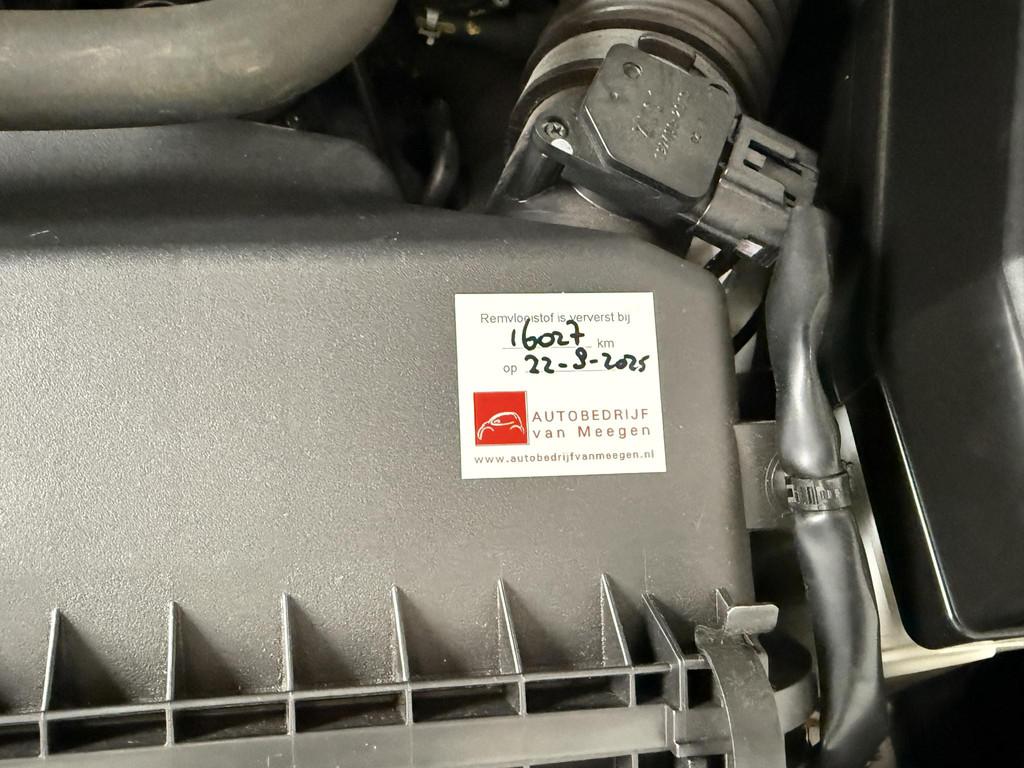 Remvloeistof is ververst bij
16027 km
op 22-9-2025
AUTOBEDRIJF
van Meegen
www.autobedrijfvanmeegen.nl